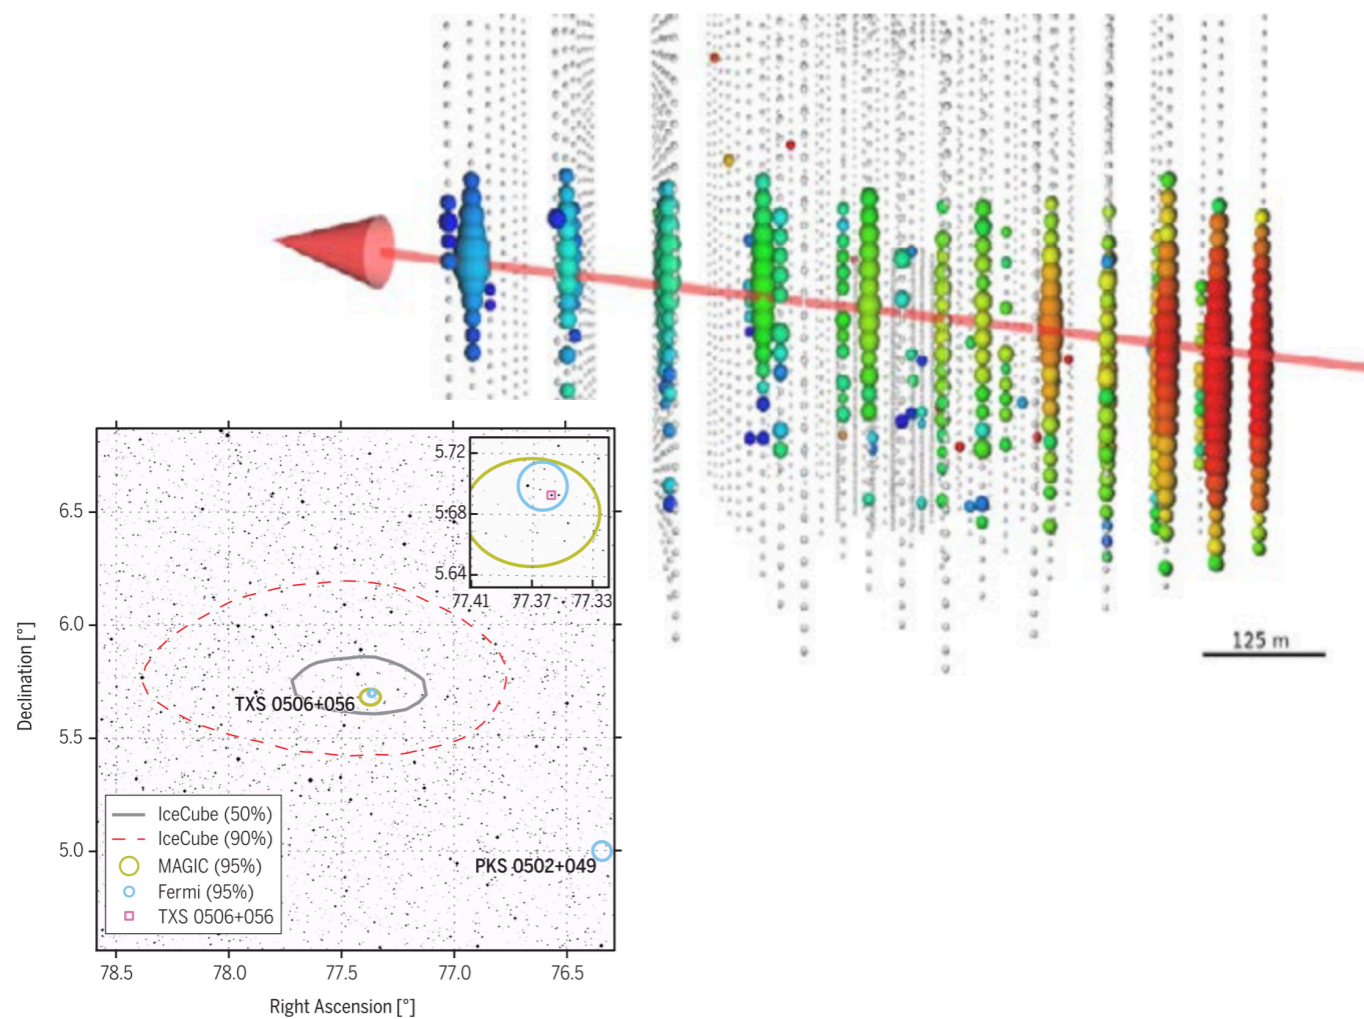 125 m
5.72
5.68
5.64
77.41 77.37 77.33
6.5
6.0
5.5
5.0
Declination [°]
TXS 0506+056
PKS 0502+049
IceCube (50%)
IceCube (90%)
MAGIC (95%)
Fermi (95%)
TXS 0506+056
78.5 78.0 77.5 77.0 76.5
Right Ascension [°]